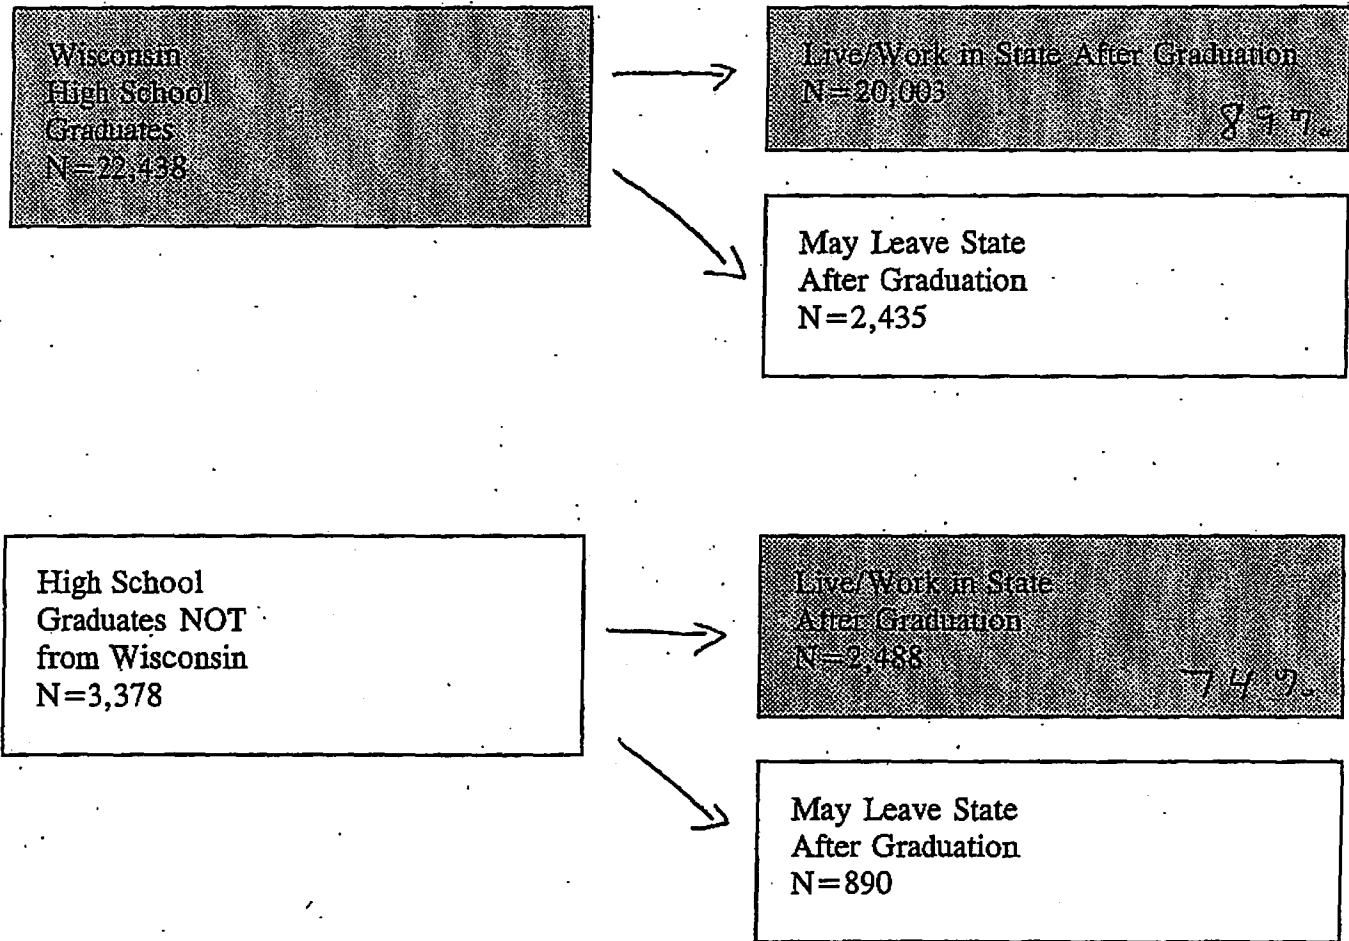 Wisconsin
High School
Graduates
N=22,438
Live/Work in State After Graduation
N=20,003
89%
May Leave State
After Graduation
N=2,435
High School
Graduates NOT
from Wisconsin
N=3,378
Live/Work in State
After Graduation
N=2,488
74%
May Leave State
After Graduation
N=890